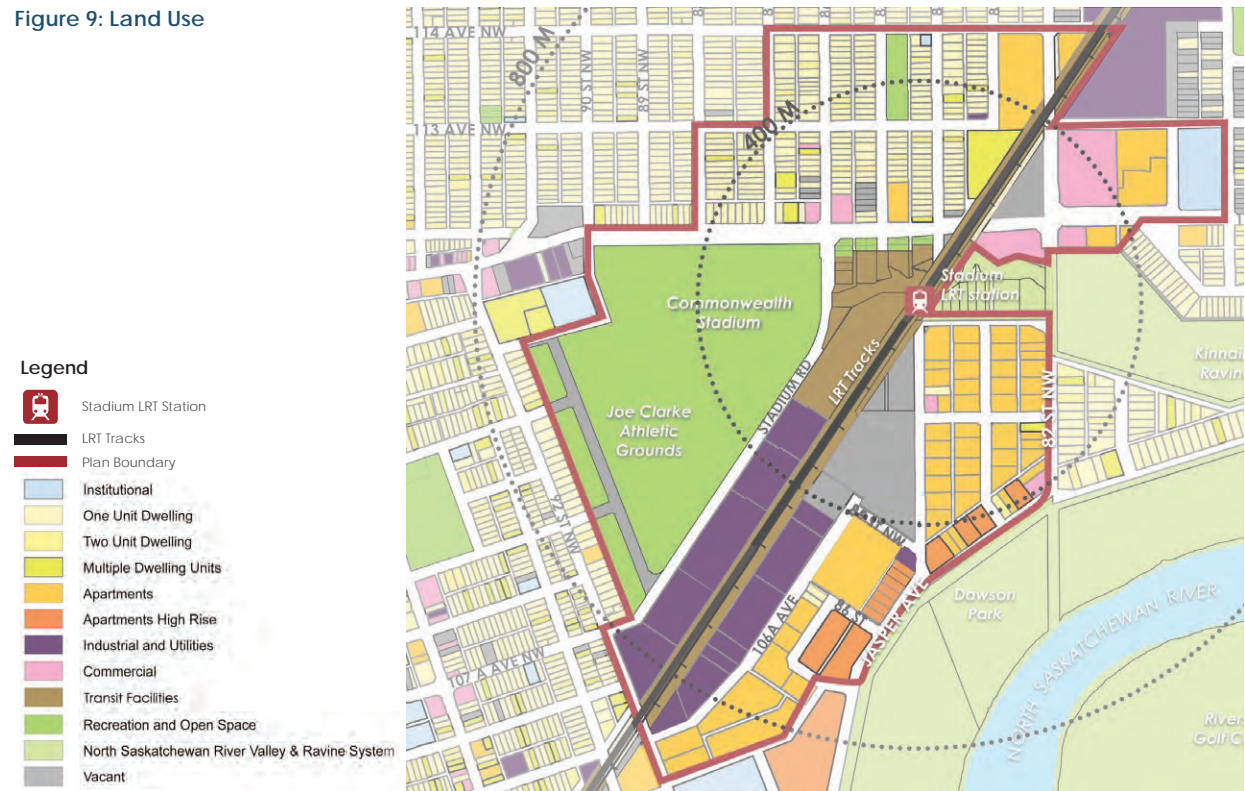 Figure 9: Land Use
Legend
Stadium LRT Station
LRT Tracks
Plan Boundary
Institutional
One Unit Dwelling
Two Unit Dwelling
Multiple Dwelling Units
Apartments
Apartments High Rise
Industrial and Utilities
Commercial
Transit Facilities
Recreation and Open Space
North Saskatchewan River Valley & Ravine System
Vacant
114 AVE NW
800 M
90 ST NW
89 ST NW
113 AVE NW
400 M
Commonwealth
Stadium
Stadium
LRT station
Joe Clarke
Athletic
Grounds
STADIUM RD
LRT Tracks
82 ST NW
92 ST NW
107 A AVE NW
106A AVE
86 ST
JASPER AVE
Dawson
Park
NORTH SASKATCHEWAN RIVER